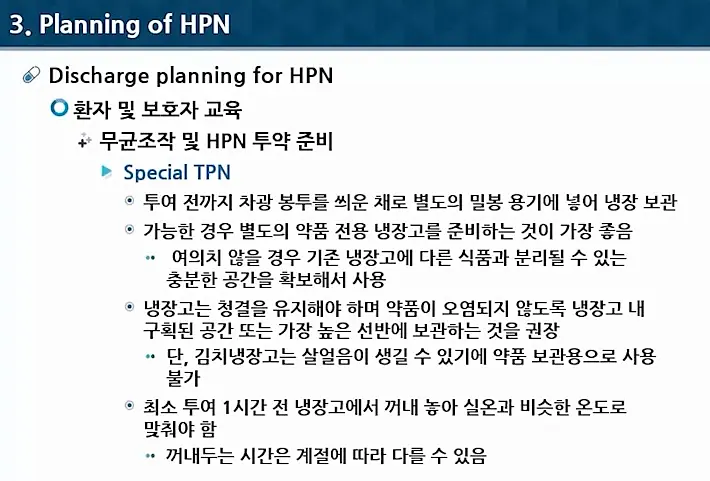 3. Planning of HPN
Discharge planning for HPN
환자 및 보호자 교육
무균조작 및 HPN 투약 준비
Special TPN
투여 전까지 차광 봉투를 씌운 채로 별도의 밀봉 용기에 넣어 냉장 보관
가능한 경우 별도의 약품 전용 냉장고를 준비하는 것이 가장 좋음
여의치 않을 경우 기존 냉장고에 다른 식품과 분리될 수 있는
충분한 공간을 확보해서 사용
냉장고는 청결을 유지해야 하며 약품이 오염되지 않도록 냉장고 내
구획된 공간 또는 가장 높은 선반에 보관하는 것을 권장
단, 김치냉장고는 살얼음이 생길 수 있기에 약품 보관용으로 사용
불가
최소 투여 1시간 전 냉장고에서 꺼내 놓아 실온과 비슷한 온도로
맞춰야 함
꺼내두는 시간은 계절에 따라 다를 수 있음